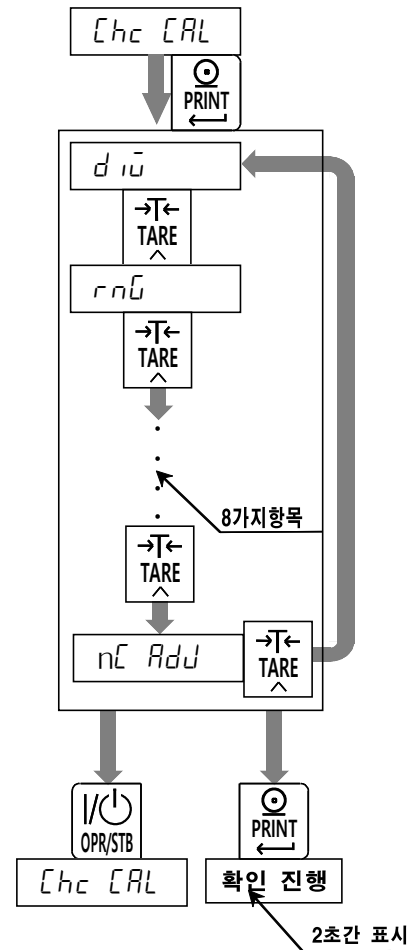 Chc CAL
PRINT
div
TARE
rnG
TARE
8가지항목
TARE
nC AdJ
TARE
I/⏻
OPR/STB
PRINT
Chc CAL
확인 진행
2초간 표시